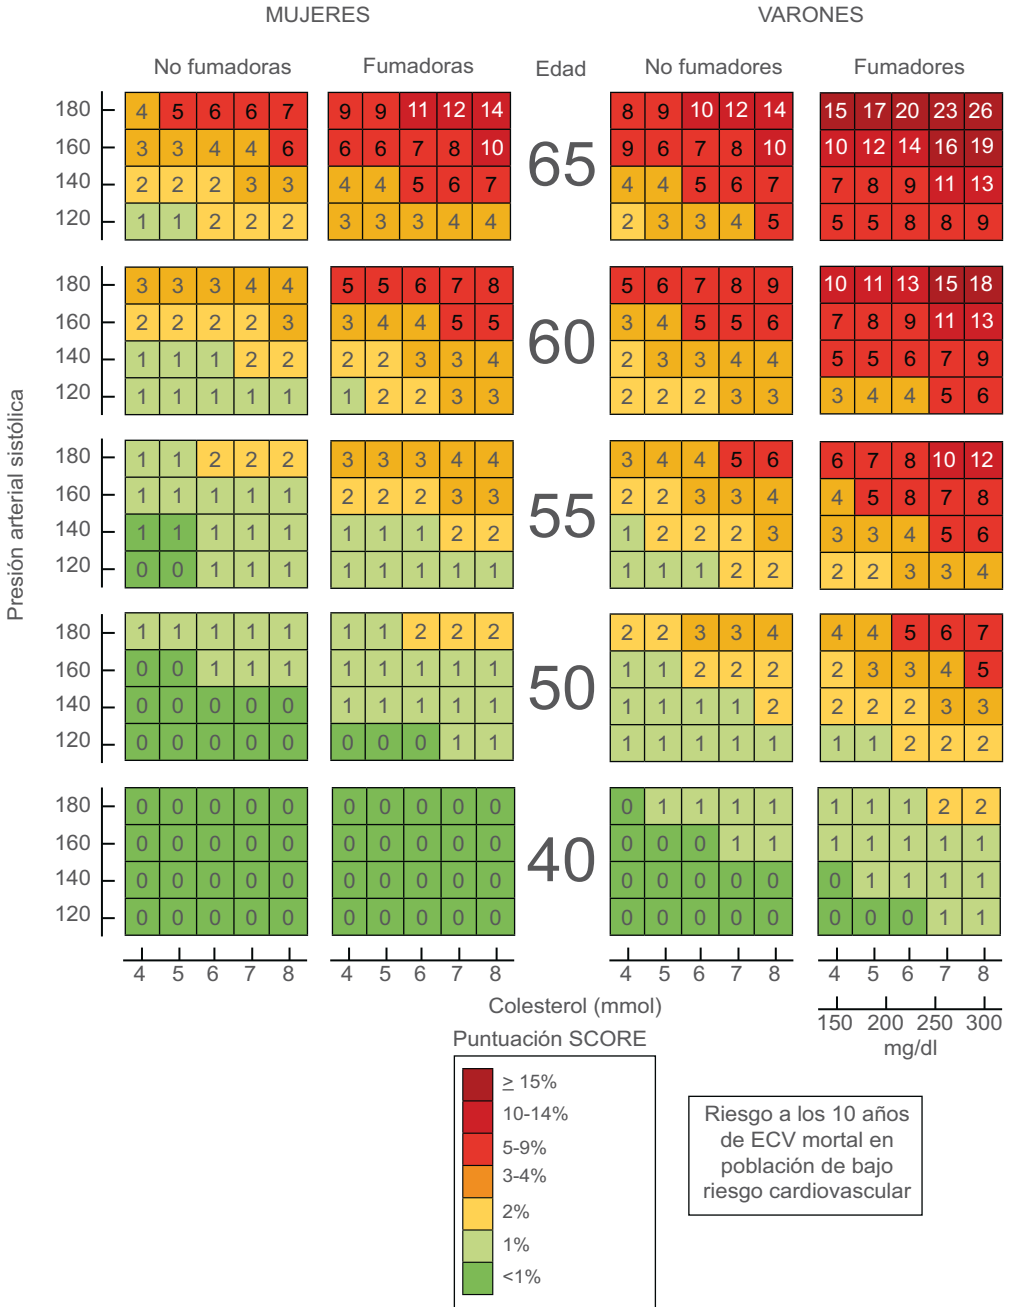 MUJERES VARONES
No fumadoras Fumadoras Edad No fumadores Fumadores
Presión arterial sistólica
180 4 5 6 6 7 9 9 11 12 14 8 9 10 12 14 15 17 20 23 26
160 3 3 4 4 6 6 6 7 8 10 9 6 7 8 10 10 12 14 16 19
65
140 2 2 2 3 3 4 4 5 6 7 4 4 5 6 7 7 8 9 11 13
120 1 1 2 2 2 3 3 3 4 4 2 3 3 4 5 5 5 8 8 9
180 3 3 3 4 4 5 5 6 7 8 5 6 7 8 9 10 11 13 15 18
160 2 2 2 2 3 3 4 4 5 5 3 4 5 5 6 7 8 9 11 13
60
140 1 1 1 2 2 2 2 3 3 4 2 3 3 4 4 5 5 6 7 9
120 1 1 1 1 1 1 2 2 3 3 2 2 2 3 3 3 4 4 5 6
180 1 1 2 2 2 3 3 3 4 4 3 4 4 5 6 6 7 8 10 12
160 1 1 1 1 1 2 2 2 3 3 2 2 3 3 4 4 5 8 7 8
55
140 1 1 1 1 1 1 1 1 2 2 1 2 2 2 3 3 3 4 5 6
120 0 0 1 1 1 1 1 1 1 1 1 1 1 2 2 2 2 3 3 4
180 1 1 1 1 1 1 1 2 2 2 2 2 3 3 4 4 4 5 6 7
160 0 0 1 1 1 1 1 1 1 1 1 1 2 2 2 2 3 3 4 5
50
140 0 0 0 0 0 1 1 1 1 1 1 1 1 1 2 2 2 2 3 3
120 0 0 0 0 0 0 0 0 1 1 1 1 1 1 1 1 1 2 2 2
180 0 0 0 0 0 0 0 0 0 0 0 1 1 1 1 1 1 1 2 2
160 0 0 0 0 0 0 0 0 0 0 0 0 0 1 1 1 1 1 1 1
40
140 0 0 0 0 0 0 0 0 0 0 0 0 0 0 0 0 1 1 1 1
120 0 0 0 0 0 0 0 0 0 0 0 0 0 0 0 0 0 0 1 1
4 5 6 7 8 4 5 6 7 8 4 5 6 7 8 4 5 6 7 8
Colesterol (mmol)
150 200 250 300
mg/dl
Puntuación SCORE
≥ 15%
10-14%
5-9%
3-4%
2%
1%
<1%
Riesgo a los 10 años
de ECV mortal en
población de bajo
riesgo cardiovascular